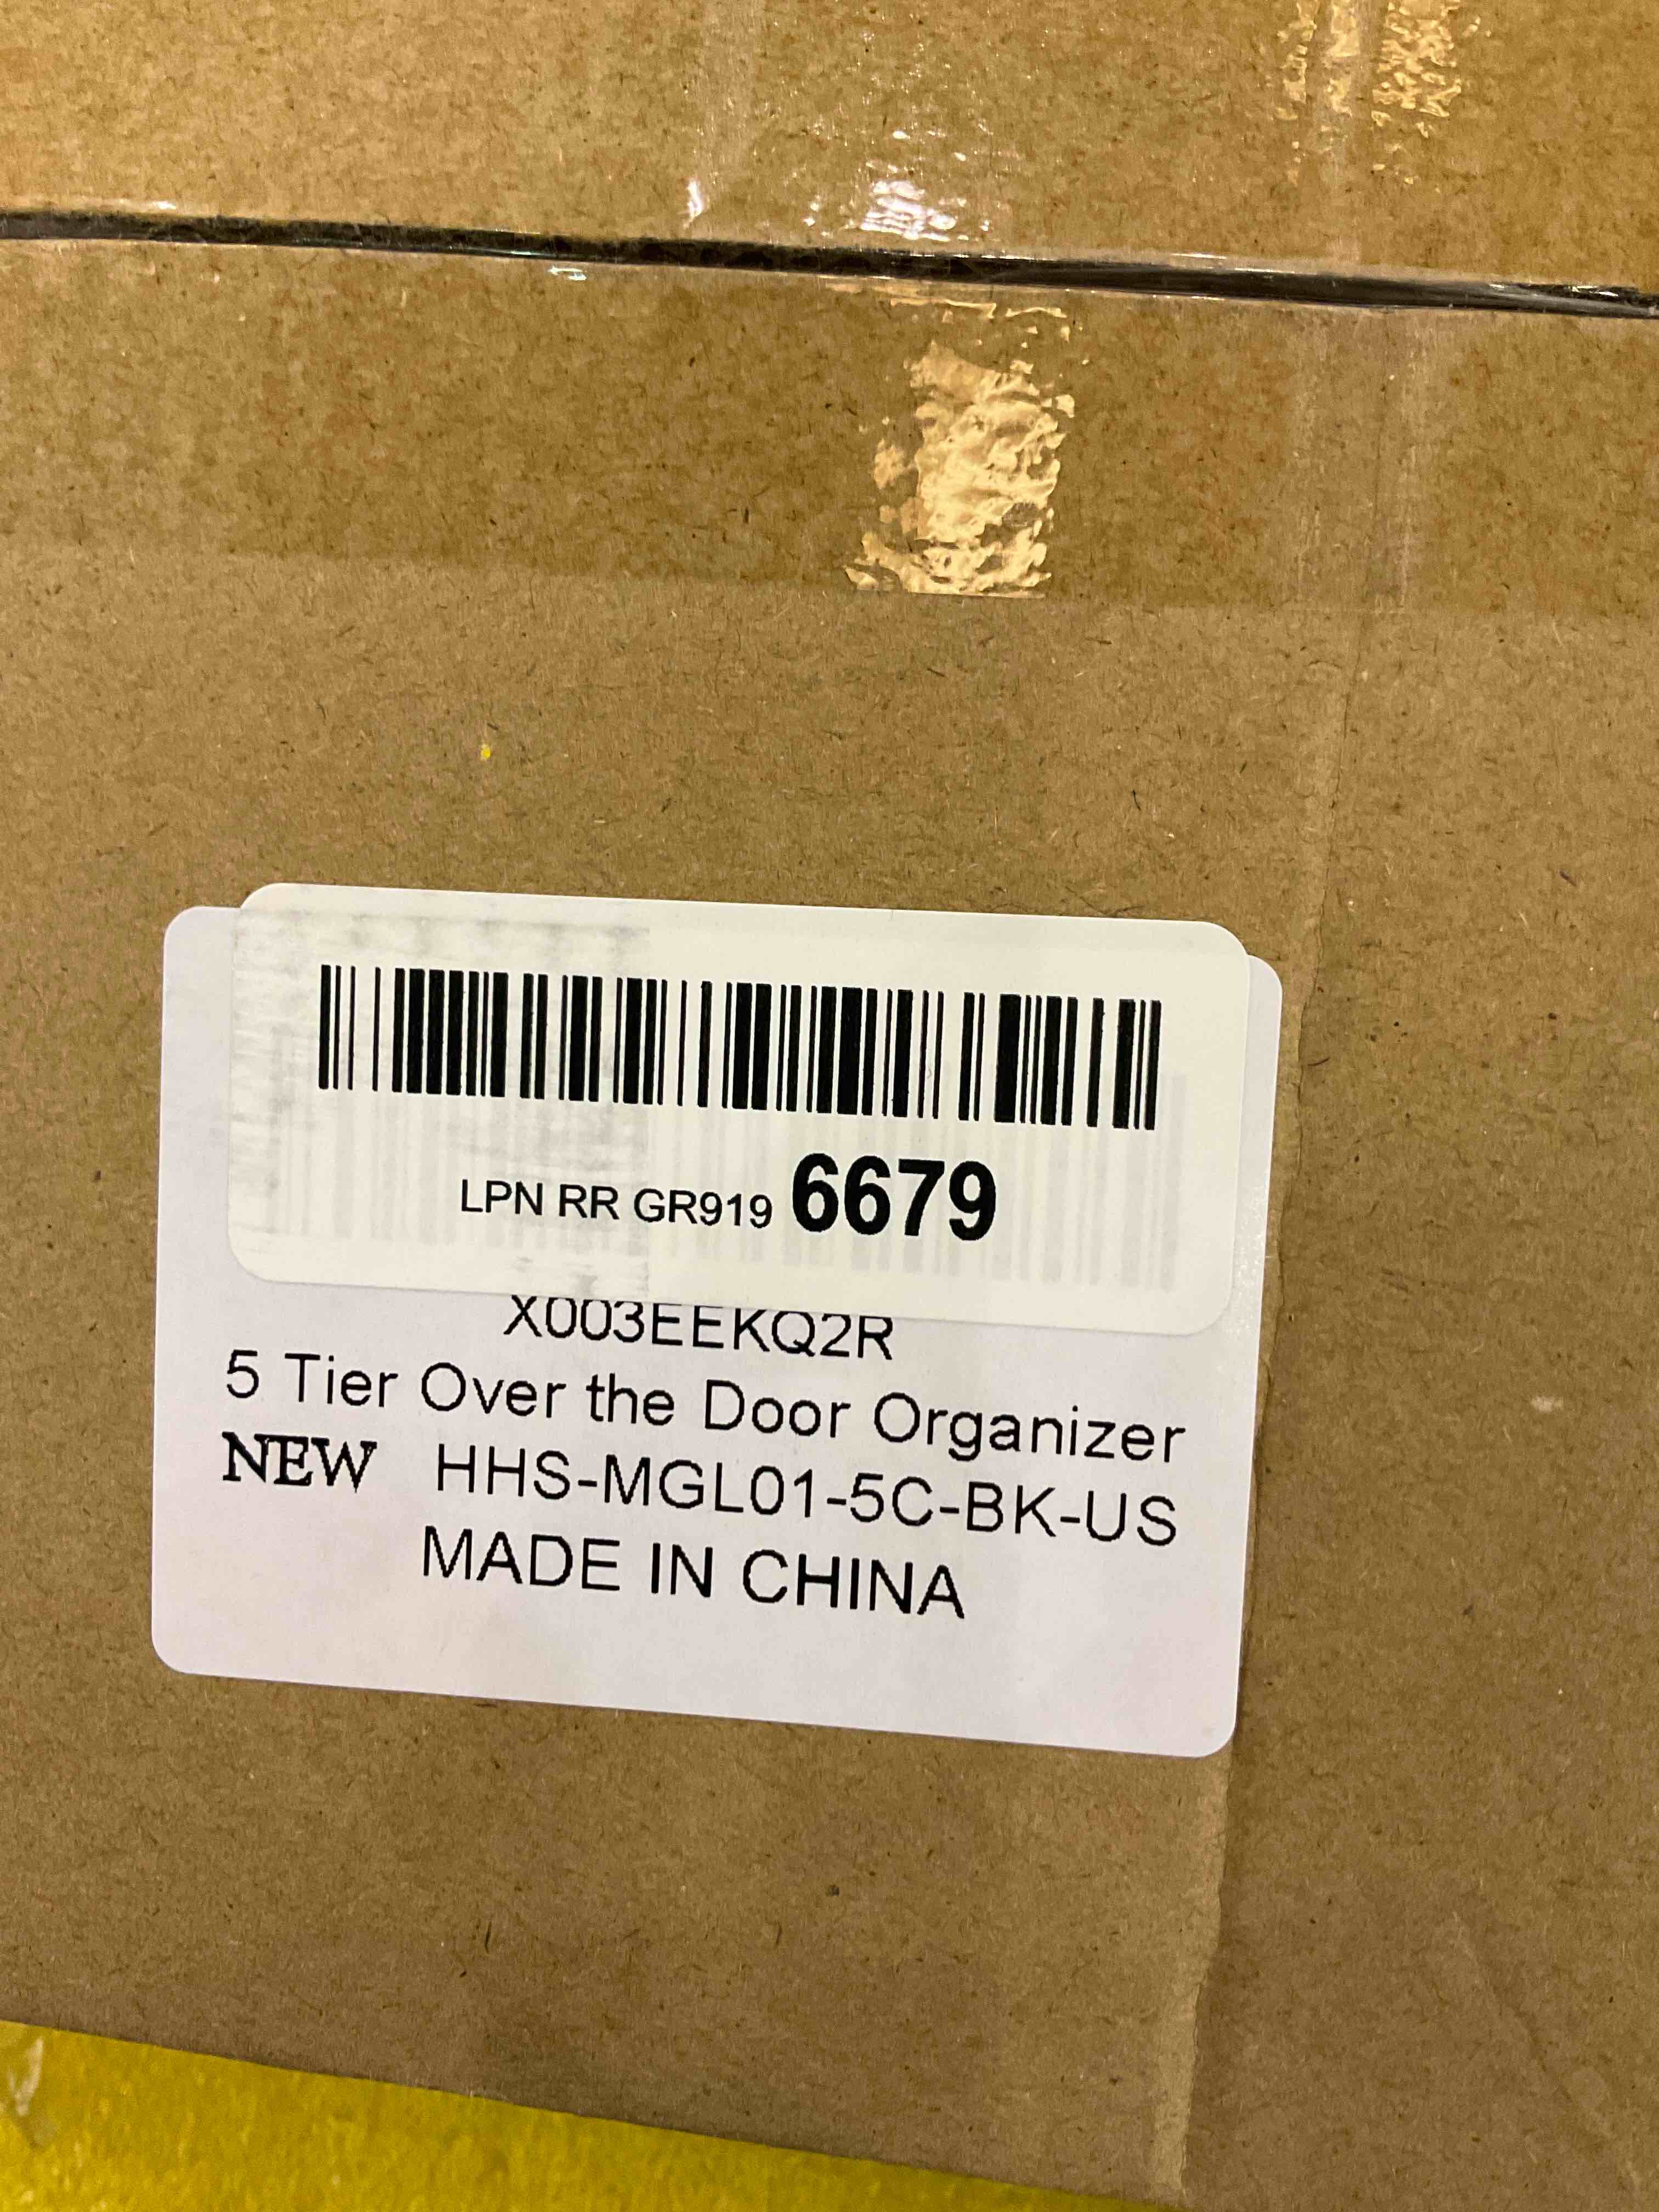 LPN RR GR919 6679
X003EEKQ2R
5 Tier Over the Door Organizer
NEW HHS-MGL01-5C-BK-US
MADE IN CHINA